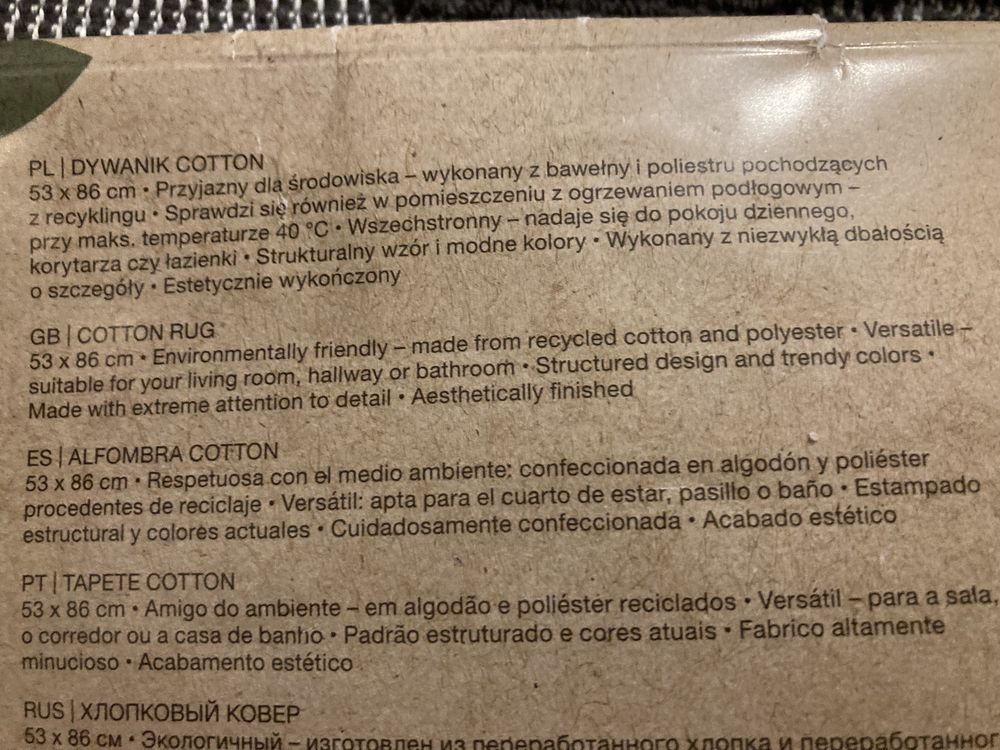 PL | DYWANIK COTTON
53 x 86 cm • Przyjazny dla środowiska – wykonany z bawełny i poliestru pochodzących
z recyklingu • Sprawdzi się również w pomieszczeniu z ogrzewaniem podłogowym –
przy maks. temperaturze 40 °C • Wszechstronny – nadaje się do pokoju dziennego,
korytarza czy łazienki • Strukturalny wzór i modne kolory • Wykonany z niezwykłą dbałością
o szczegóły • Estetycznie wykończony
GB | COTTON RUG
53 x 86 cm • Environmentally friendly – made from recycled cotton and polyester • Versatile –
suitable for your living room, hallway or bathroom • Structured design and trendy colors •
Made with extreme attention to detail • Aesthetically finished
ES | ALFOMBRA COTTON
53 x 86 cm • Respetuosa con el medio ambiente: confeccionada en algodón y poliéster
procedentes de reciclaje • Versátil: apta para el cuarto de estar, pasillo o baño • Estampado
estructural y colores actuales • Cuidadosamente confeccionada • Acabado estético
PT | TAPETE COTTON
53 x 86 cm • Amigo do ambiente – em algodão e poliéster reciclados • Versátil – para a sala,
o corredor ou a casa de banho • Padrão estruturado e cores atuais • Fabrico altamente
minucioso • Acabamento estético
RUS | ХЛОПКОВЫЙ КОВЕР
53 x 86 см • Экологичный – изготовлен из переработанного хлопка и переработанног